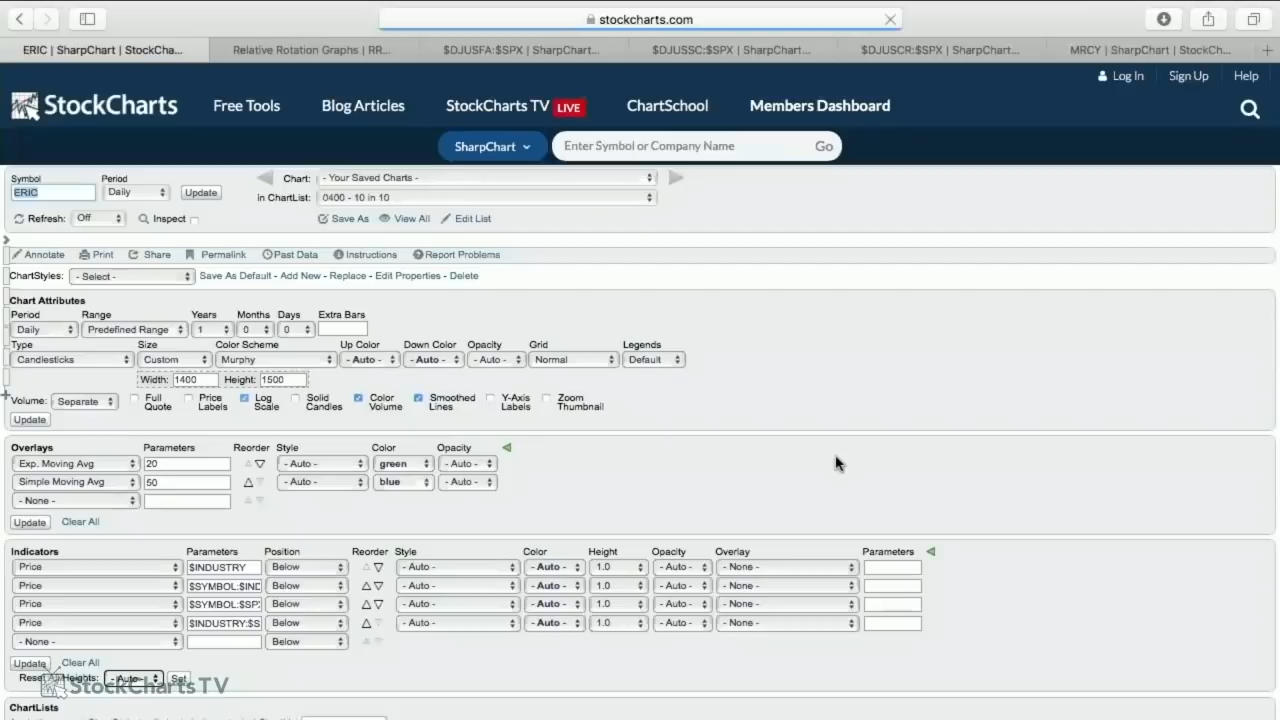 stockcharts.com
ERIC | SharpChart | StockCha...
Relative Rotation Graphs | RR...
$DJUSFA:$SPX | SharpChart...
$DJUSSC:$SPX | SharpChart...
$DJUSCR:$SPX | SharpChart...
MRCY | SharpChart | StockCh...
Log In Sign Up Help
StockCharts Free Tools Blog Articles StockCharts TV LIVE ChartSchool Members Dashboard
SharpChart Enter Symbol or Company Name Go
Symbol Period Chart: - Your Saved Charts -
ERIC Daily Update in ChartList: 0400 - 10 in 10
Refresh: Off Inspect Save As View All Edit List
Annotate Print Share Permalink Past Data Instructions Report Problems
ChartStyles: - Select - Save As Default - Add New - Replace - Edit Properties - Delete
Chart Attributes
Period Range Years Months Days Extra Bars
Daily Predefined Range 1 0 0
Type Size Color Scheme Up Color Down Color Opacity Grid Legends
Candlesticks Custom Murphy - Auto - - Auto - - Auto - Normal Default
Width: 1400 Height: 1500
Volume: Separate Full Quote Price Labels Log Scale Solid Candles Color Volume Smoothed Lines Y-Axis Labels Zoom Thumbnail
Update
Overlays Parameters Reorder Style Color Opacity
Exp. Moving Avg 20 - Auto - green - Auto -
Simple Moving Avg 50 - Auto - blue - Auto -
- None -
Update Clear All
Indicators Parameters Position Reorder Style Color Height Opacity Overlay Parameters
Price $INDUSTRY Below - Auto - - Auto - 1.0 - Auto - - None -
Price $SYMBOL:$IND Below - Auto - - Auto - 1.0 - Auto - - None -
Price $SYMBOL:$SP Below - Auto - - Auto - 1.0 - Auto - - None -
Price $INDUSTRY:$S Below - Auto - - Auto - 1.0 - Auto - - None -
- None - Below
Update Clear All
Reset All Heights: - Auto - Set
StockChartsTV
ChartLists